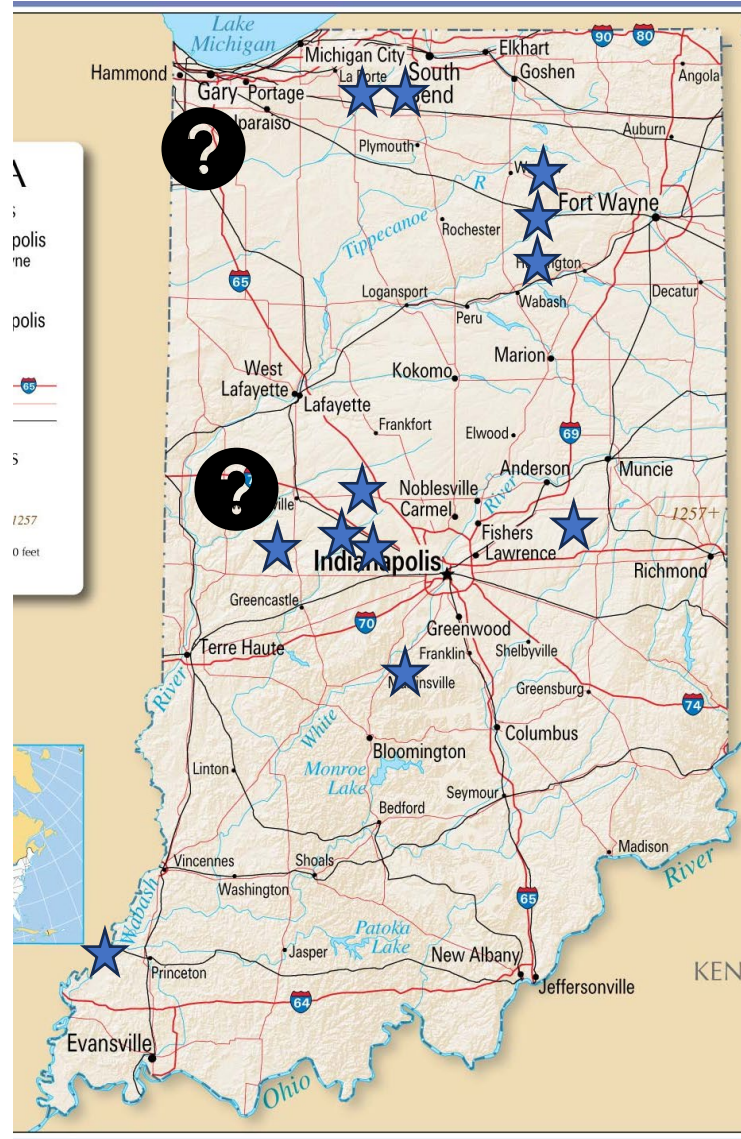 Lake
Michigan
Michigan City
Elkhart
90
80
Hammond
La Porte
South
Bend
Goshen
Angola
Gary
Portage
lparaiso
Auburn
A
Plymouth
?
W
R
Fort Wayne
s
polis
Tippecanoe
Rochester
yne
65
Logansport
Wabash
Decatur
Peru
polis
Marion
West
Lafayette
Kokomo
65
Lafayette
Frankfort
Elwood
69
S
Anderson
Muncie
?
ville
Noblesville
River
Carmel
1257
1257+
Fishers
0 feet
Lawrence
Indianapolis
Richmond
Greencastle
70
Greenwood
Terre Haute
Franklin
Shelbyville
River
Greensburg
74
White
Columbus
Bloomington
Linton
Monroe
Lake
Seymour
Bedford
Madison
River
Vincennes
Shoals
Washington
65
Wabash
Patoka
Lake
Jasper
New Albany
Princeton
KEN
Jeffersonville
64
Evansville
Ohio